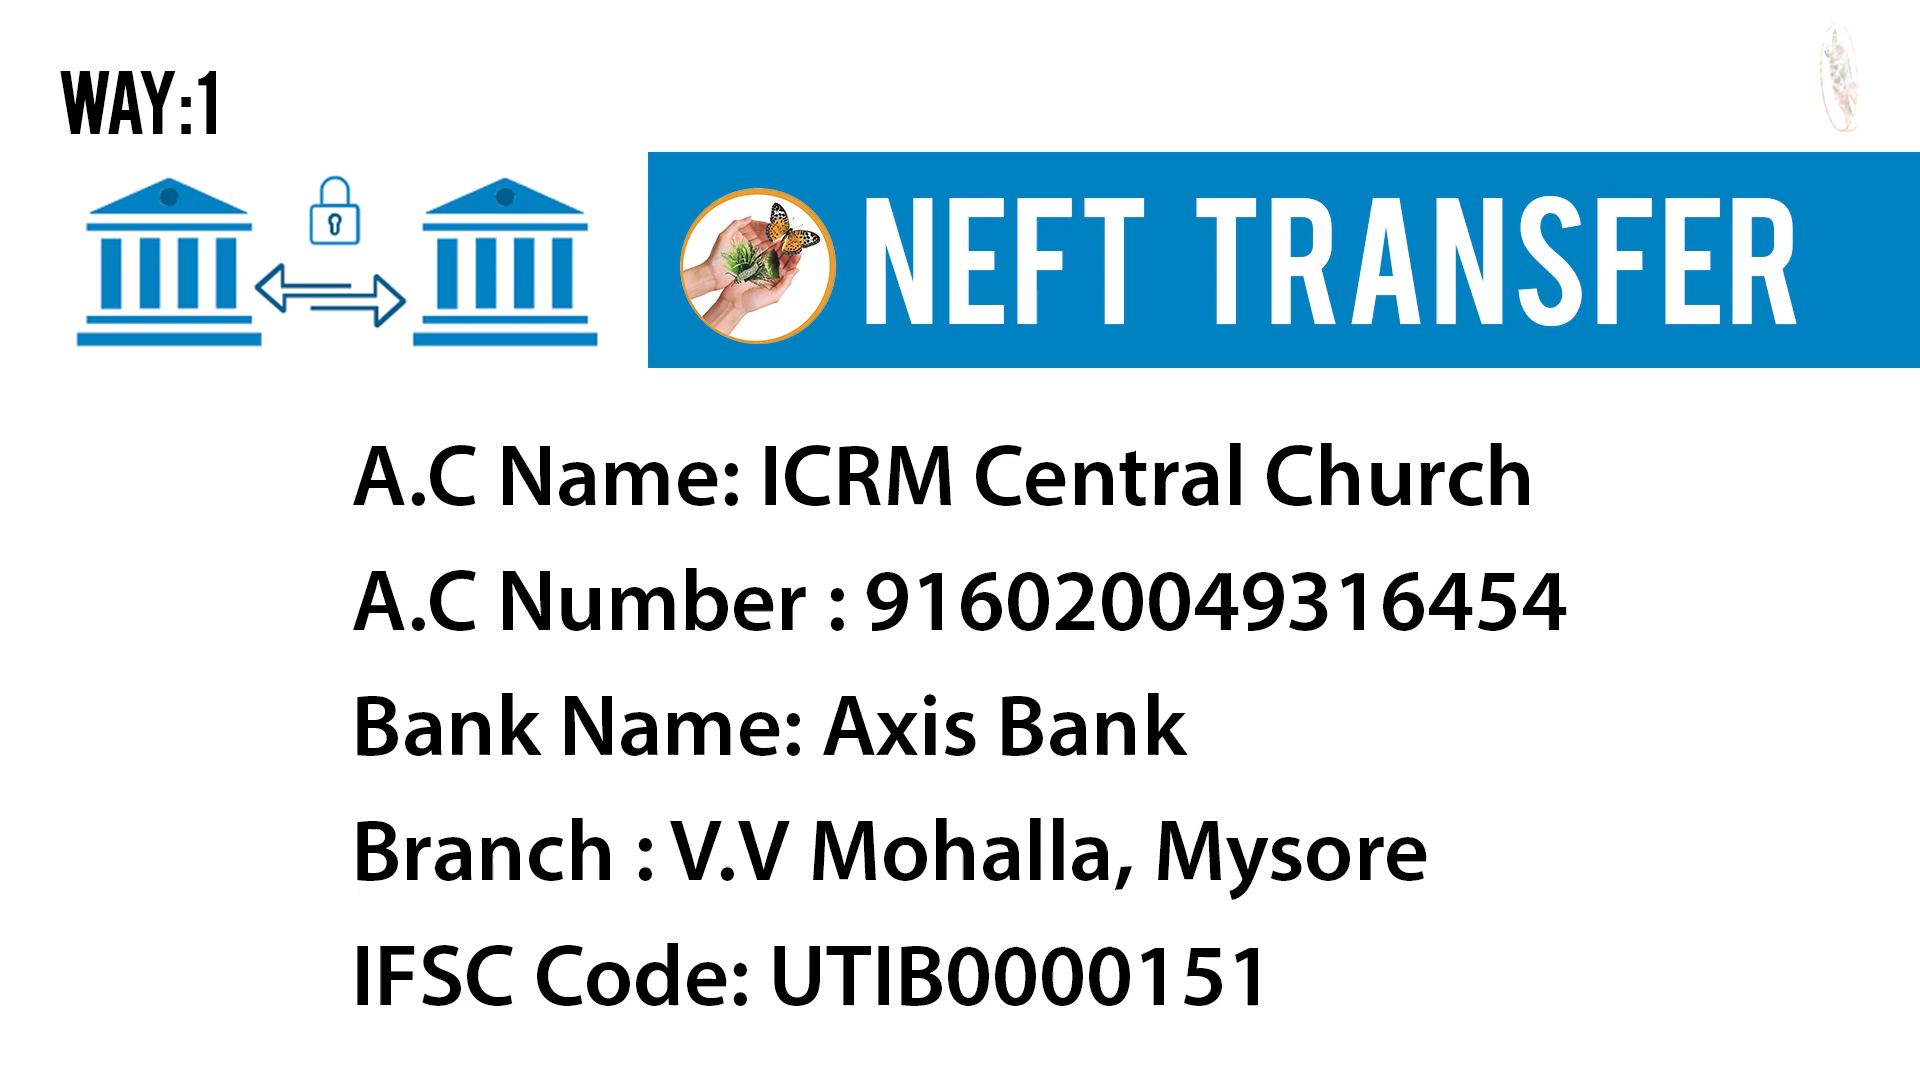 WAY:1
NEFT TRANSFER
A.C Name: ICRM Central Church
A.C Number : 916020049316454
Bank Name: Axis Bank
Branch : V.V Mohalla, Mysore
IFSC Code: UTIB0000151